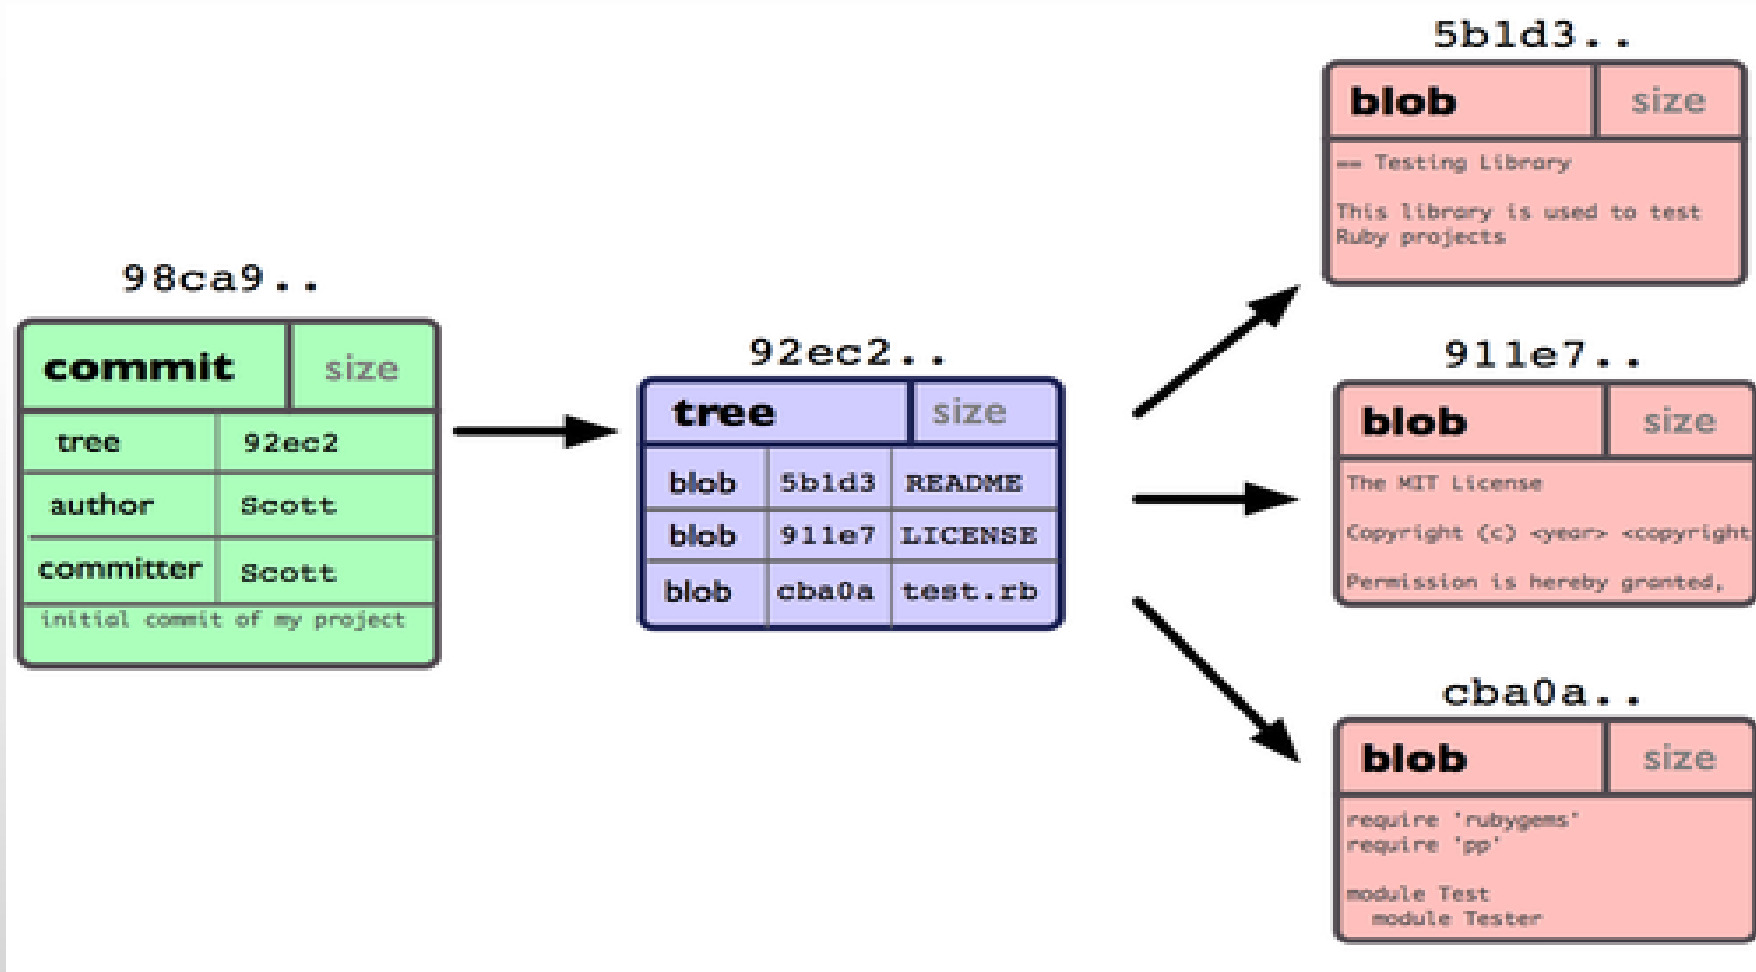 98ca9..
commit size
tree 92ec2
author Scott
committer Scott
initial commit of my project
92ec2..
tree size
blob 5b1d3 README
blob 911e7 LICENSE
blob cba0a test.rb
5b1d3..
blob size
== Testing Library
This library is used to test
Ruby projects
911e7..
blob size
The MIT License
Copyright (c) <year> <copyright
Permission is hereby granted,
cba0a..
blob size
require 'rubygems'
require 'pp'
module Test
module Tester